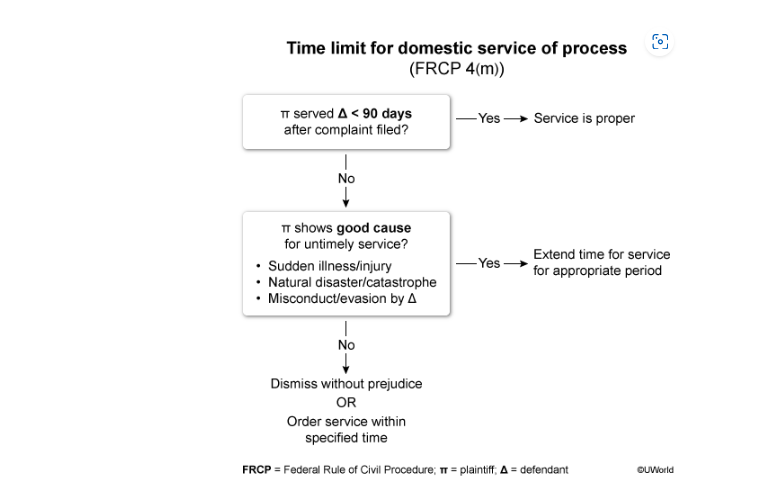 Time limit for domestic service of process
(FRCP 4(m))
π served Δ < 90 days
after complaint filed?
Yes
Service is proper
No
π shows good cause
for untimely service?
• Sudden illness/injury
• Natural disaster/catastrophe
• Misconduct/evasion by Δ
Yes
Extend time for service
for appropriate period
No
Dismiss without prejudice
OR
Order service within
specified time
FRCP = Federal Rule of Civil Procedure; π = plaintiff; Δ = defendant
©UWorld